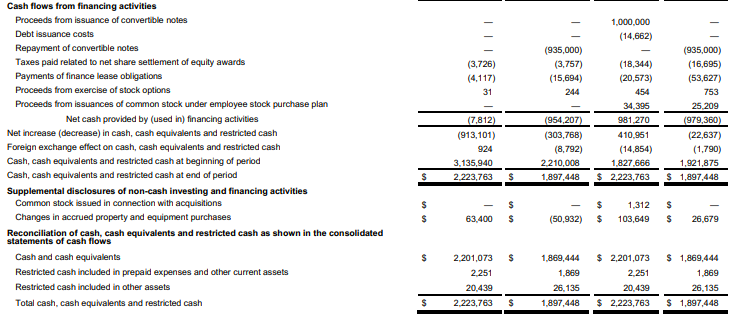 Cash flows from financing activities
Proceeds from issuance of convertible notes — — 1,000,000 —
Debt issuance costs — — (14,662) —
Repayment of convertible notes — (935,000) — (935,000)
Taxes paid related to net share settlement of equity awards (3,726) (3,757) (18,344) (16,695)
Payments of finance lease obligations (4,117) (15,694) (20,573) (53,627)
Proceeds from exercise of stock options 31 244 454 753
Proceeds from issuances of common stock under employee stock purchase plan — — 34,395 25,209
Net cash provided by (used in) financing activities (7,812) (954,207) 981,270 (979,360)
Net increase (decrease) in cash, cash equivalents and restricted cash (913,101) (303,768) 410,951 (22,637)
Foreign exchange effect on cash, cash equivalents and restricted cash 924 (8,792) (14,854) (1,790)
Cash, cash equivalents and restricted cash at beginning of period 3,135,940 2,210,008 1,827,666 1,921,875
Cash, cash equivalents and restricted cash at end of period $ 2,223,763 $ 1,897,448 $ 2,223,763 $ 1,897,448
Supplemental disclosures of non-cash investing and financing activities
Common stock issued in connection with acquisitions $ — $ — $ 1,312 $ —
Changes in accrued property and equipment purchases $ 63,400 $ (50,932) $ 103,649 $ 26,679
Reconciliation of cash, cash equivalents and restricted cash as shown in the consolidated
statements of cash flows
Cash and cash equivalents $ 2,201,073 $ 1,869,444 $ 2,201,073 $ 1,869,444
Restricted cash included in prepaid expenses and other current assets 2,251 1,869 2,251 1,869
Restricted cash included in other assets 20,439 26,135 20,439 26,135
Total cash, cash equivalents and restricted cash $ 2,223,763 $ 1,897,448 $ 2,223,763 $ 1,897,448